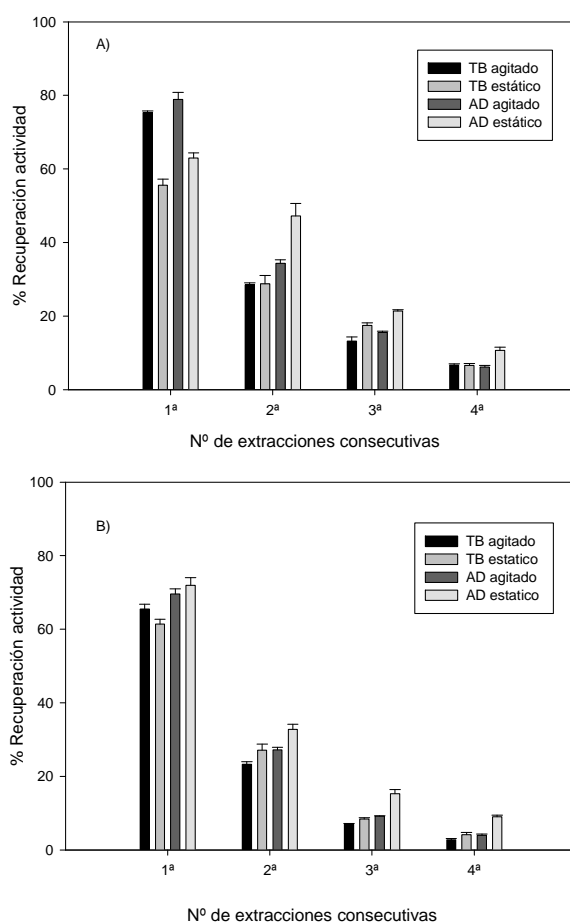 A)
TB agitado
TB estático
AD agitado
AD estático
% Recuperación actividad
100
80
60
40
20
0
1ª 2ª 3ª 4ª
Nº de extracciones consecutivas
B)
TB agitado
TB estatico
AD agitado
AD estatico
% Recuperación actividad
100
80
60
40
20
0
1ª 2ª 3ª 4ª
Nº de extracciones consecutivas